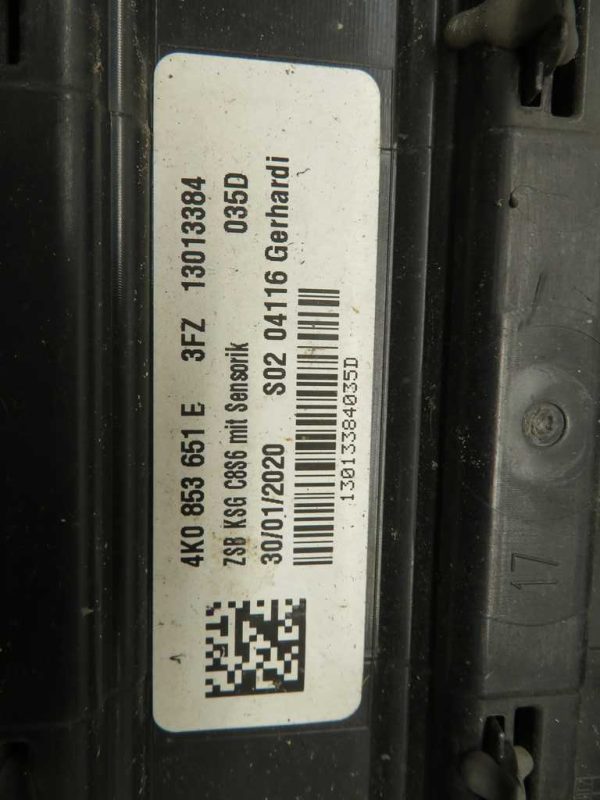 4K0 853 651 E 3FZ 13013384
ZSB KSG C8S6 mit Sensorik 035D
30/01/2020 S02 04116 Gerhardi
13013384035D
17